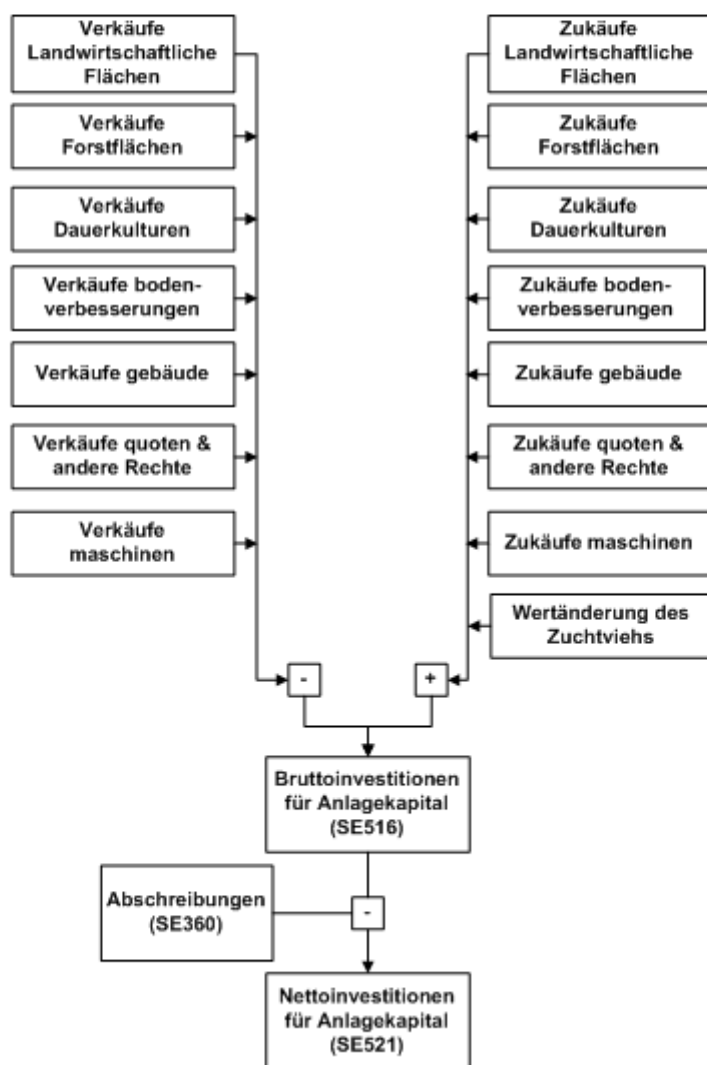 Verkäufe
Landwirtschaftliche
Flächen
Verkäufe
Forstflächen
Verkäufe
Dauerkulturen
Verkäufe boden-
verbesserungen
Verkäufe gebäude
Verkäufe quoten &
andere Rechte
Verkäufe
maschinen
Zukäufe
Landwirtschaftliche
Flächen
Zukäufe
Forstflächen
Zukäufe
Dauerkulturen
Zukäufe boden-
verbesserungen
Zukäufe gebäude
Zukäufe quoten &
andere Rechte
Zukäufe maschinen
Wertänderung des
Zuchtviehs
-
+
Bruttoinvestitionen
für Anlagekapital
(SE516)
Abschreibungen
(SE360)
-
Nettoinvestitionen
für Anlagekapital
(SE521)